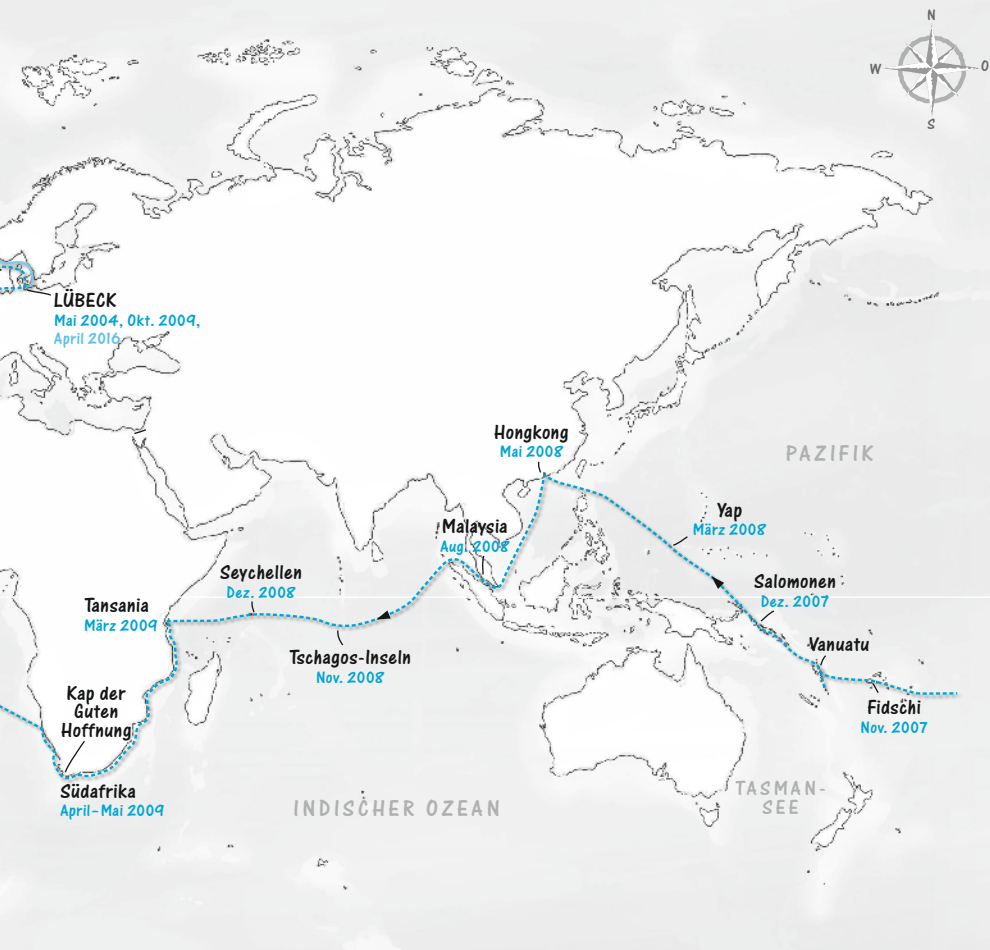 N
W
O
S
LÜBECK
Mai 2004, Okt. 2009,
April 2016
Hongkong
Mai 2008
PAZIFIK
Yap
März 2008
Malaysia
Aug. 2008
Seychellen
Dez. 2008
Salomonen
Dez. 2007
Tansania
März 2009
Vanuatu
Tschagos-Inseln
Nov. 2008
Kap der
Guten
Hoffnung
Fidschi
Nov. 2007
Südafrika
April-Mai 2009
INDISCHER OZEAN
TASMAN-
SEE